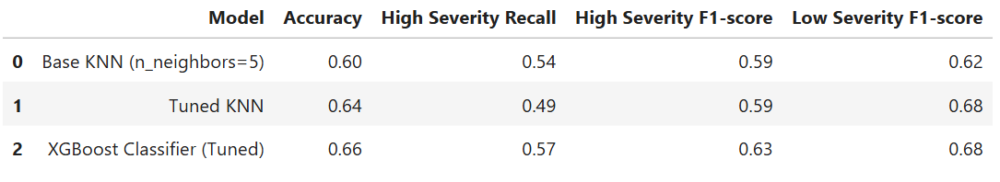 Model Accuracy High Severity Recall High Severity F1-score Low Severity F1-score
0 Base KNN (n_neighbors=5) 0.60 0.54 0.59 0.62
1 Tuned KNN 0.64 0.49 0.59 0.68
2 XGBoost Classifier (Tuned) 0.66 0.57 0.63 0.68